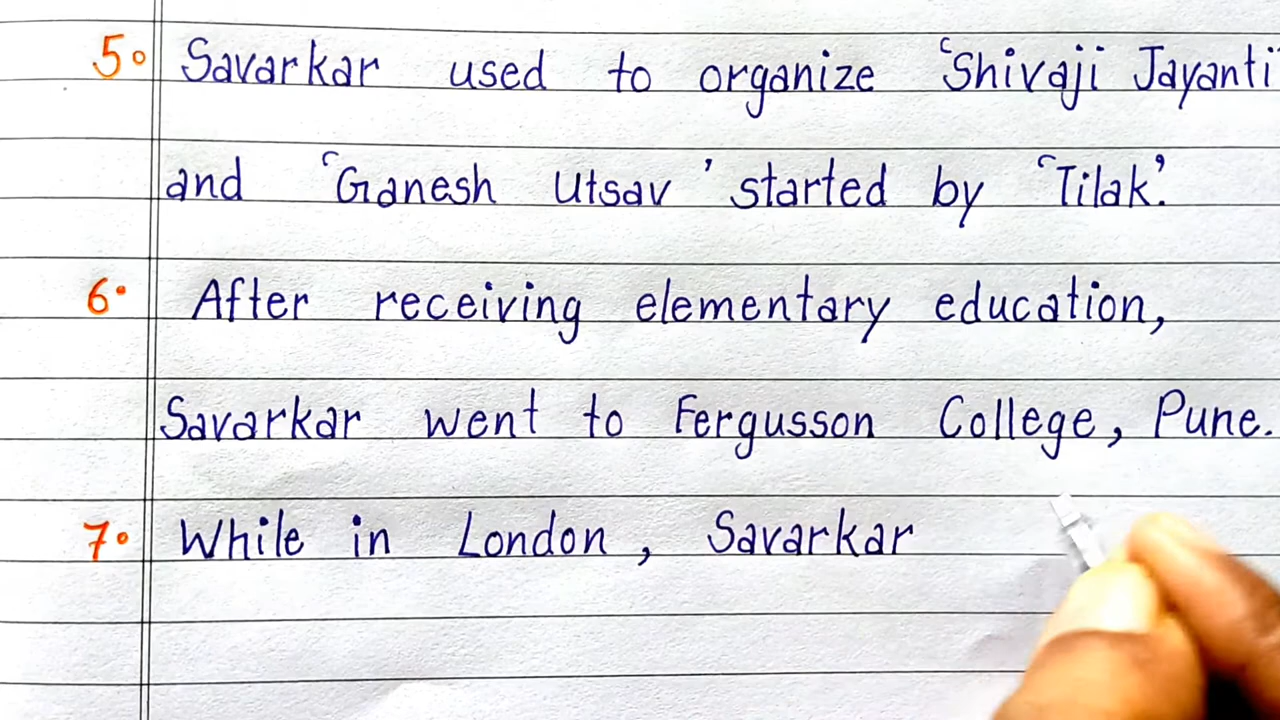 5. Savarkar used to organize 'Shivaji Jayanti'
and 'Ganesh Utsav' started by 'Tilak'.
6. After receiving elementary education,
Savarkar went to Fergusson College, Pune.
7. While in London, Savarkar